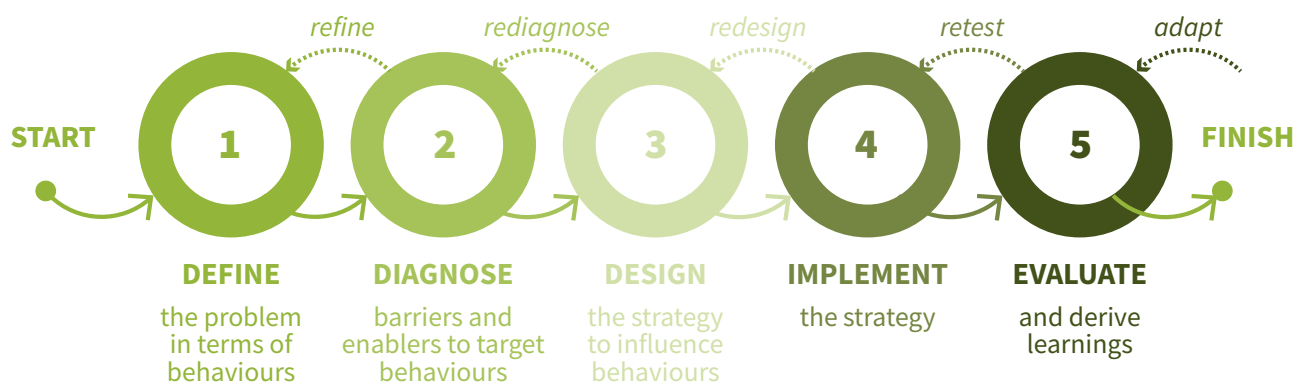 refine
rediagnose
redesign
retest
adapt
START
1
2
3
4
5
FINISH
DEFINE
the problem
in terms of
behaviours
DIAGNOSE
barriers and
enablers to target
behaviours
DESIGN
the strategy
to influence
behaviours
IMPLEMENT
the strategy
EVALUATE
and derive
learnings